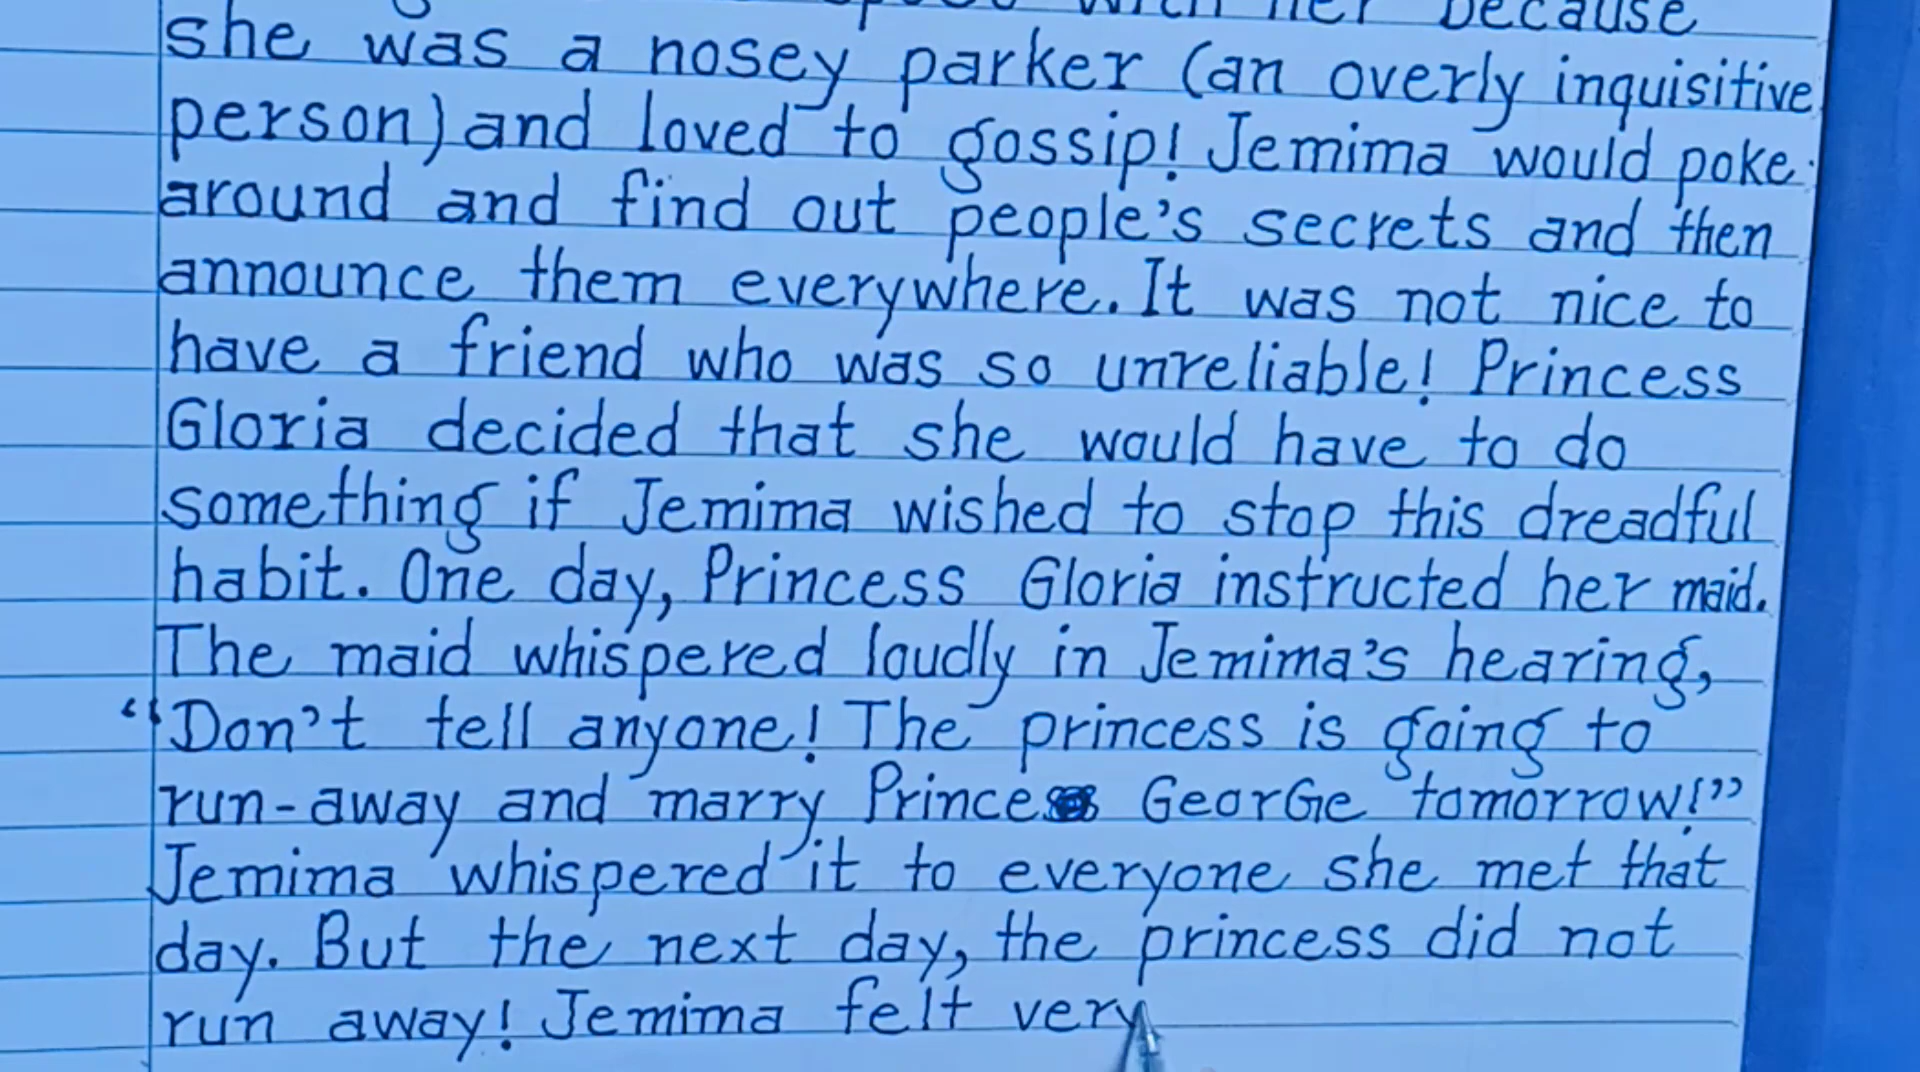 with her because
she was a nosey parker (an overly inquisitive
person) and loved to gossip! Jemima would poke
around and find out people's secrets and then
announce them everywhere. It was not nice to
have a friend who was so unreliable! Princess
Gloria decided that she would have to do
something if Jemima wished to stop this dreadful
habit. One day, Princess Gloria instructed her maid.
The maid whispered loudly in Jemima's hearing,
“Don't tell anyone! The princess is going to
run-away and marry Prince GeorGe tomorrow!”
Jemima whispered it to everyone she met that
day. But the next day, the princess did not
run away! Jemima felt very